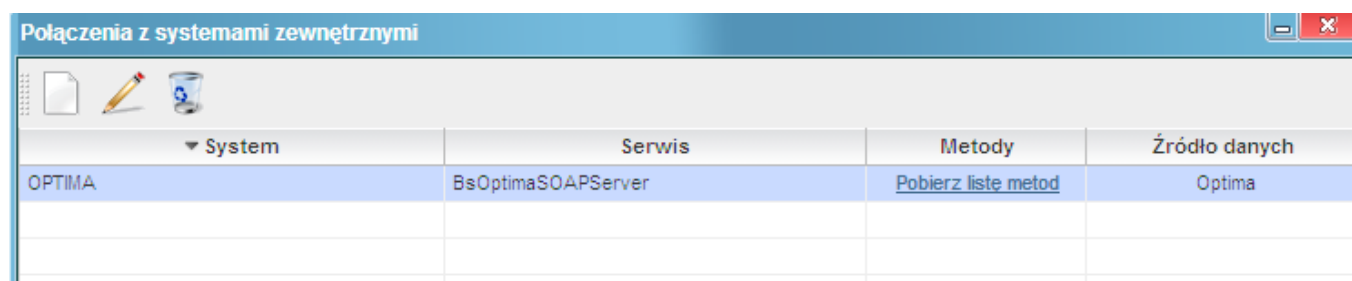 Połączenia z systemami zewnętrznymi
System Serwis Metody Źródło danych
OPTIMA BsOptimaSOAPServer Pobierz listę metod Optima